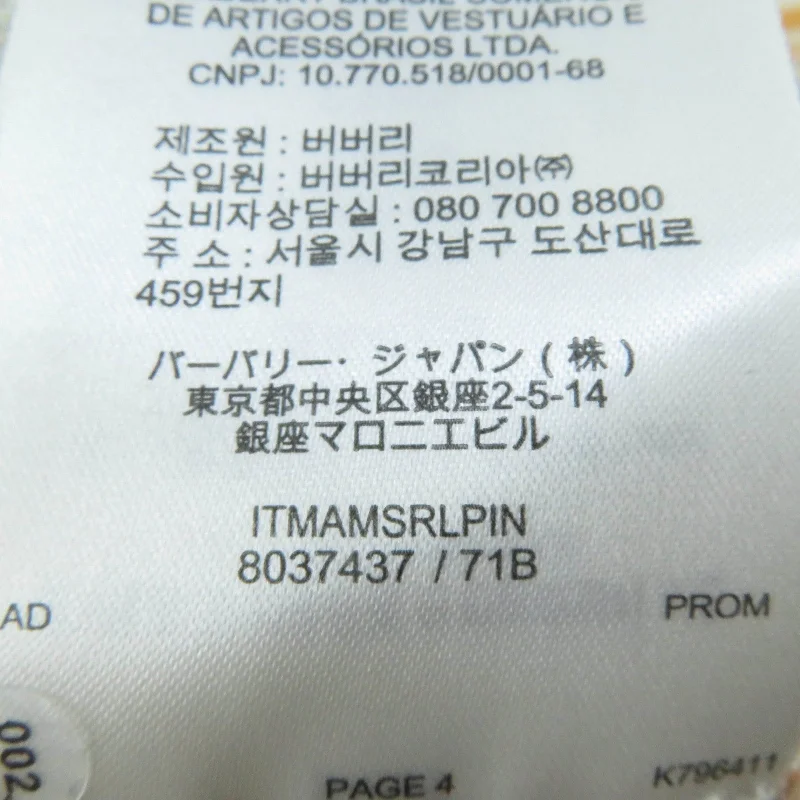 BRASIL
DE ARTIGOS DE VESTUÁRIO E
ACESSÓRIOS LTDA.
CNPJ: 10.770.518/0001-68
제조원 : 버버리
수입원 : 버버리코리아㈜
소비자상담실 : 080 700 8800
주 소 : 서울시 강남구 도산대로
459번지
バーバリー・ジャパン ( 株 )
東京都中央区銀座2-5-14
銀座マロニエビル
ITMAMSRLPIN
8037437 / 71B
AD
PROM
002
PAGE 4
K796411